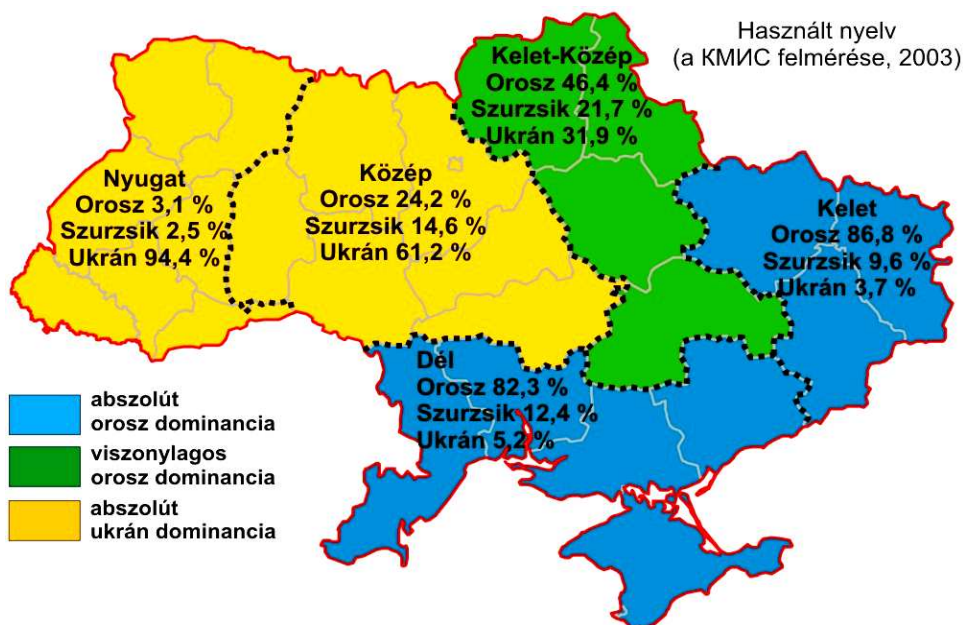 Használt nyelv
(a КМИС felmérése, 2003)
Kelet-Közép
Orosz 46,4 %
Szurzsik 21,7 %
Ukrán 31,9 %
Nyugat
Orosz 3,1 %
Szurzsik 2,5 %
Ukrán 94,4 %
Közép
Orosz 24,2 %
Szurzsik 14,6 %
Ukrán 61,2 %
Kelet
Orosz 86,8 %
Szurzsik 9,6 %
Ukrán 3,7 %
Dél
Orosz 82,3 %
Szurzsik 12,4 %
Ukrán 5,2 %
abszolút
orosz dominancia
viszonylagos
orosz dominancia
abszolút
ukrán dominancia